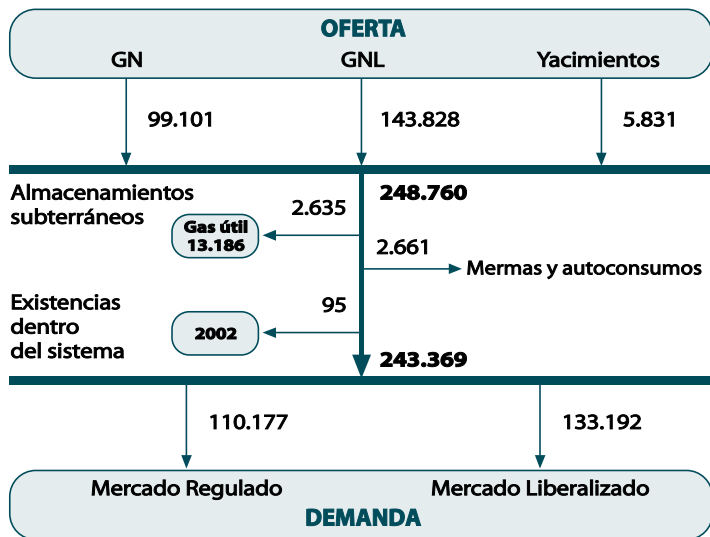 OFERTA
GN GNL Yacimientos
99.101 143.828 5.831
Almacenamientos
subterráneos
248.760
2.635
Gas útil
13.186
2.661
Mermas y autoconsumos
Existencias
dentro
del sistema
95
2002
243.369
110.177 133.192
Mercado Regulado Mercado Liberalizado
DEMANDA